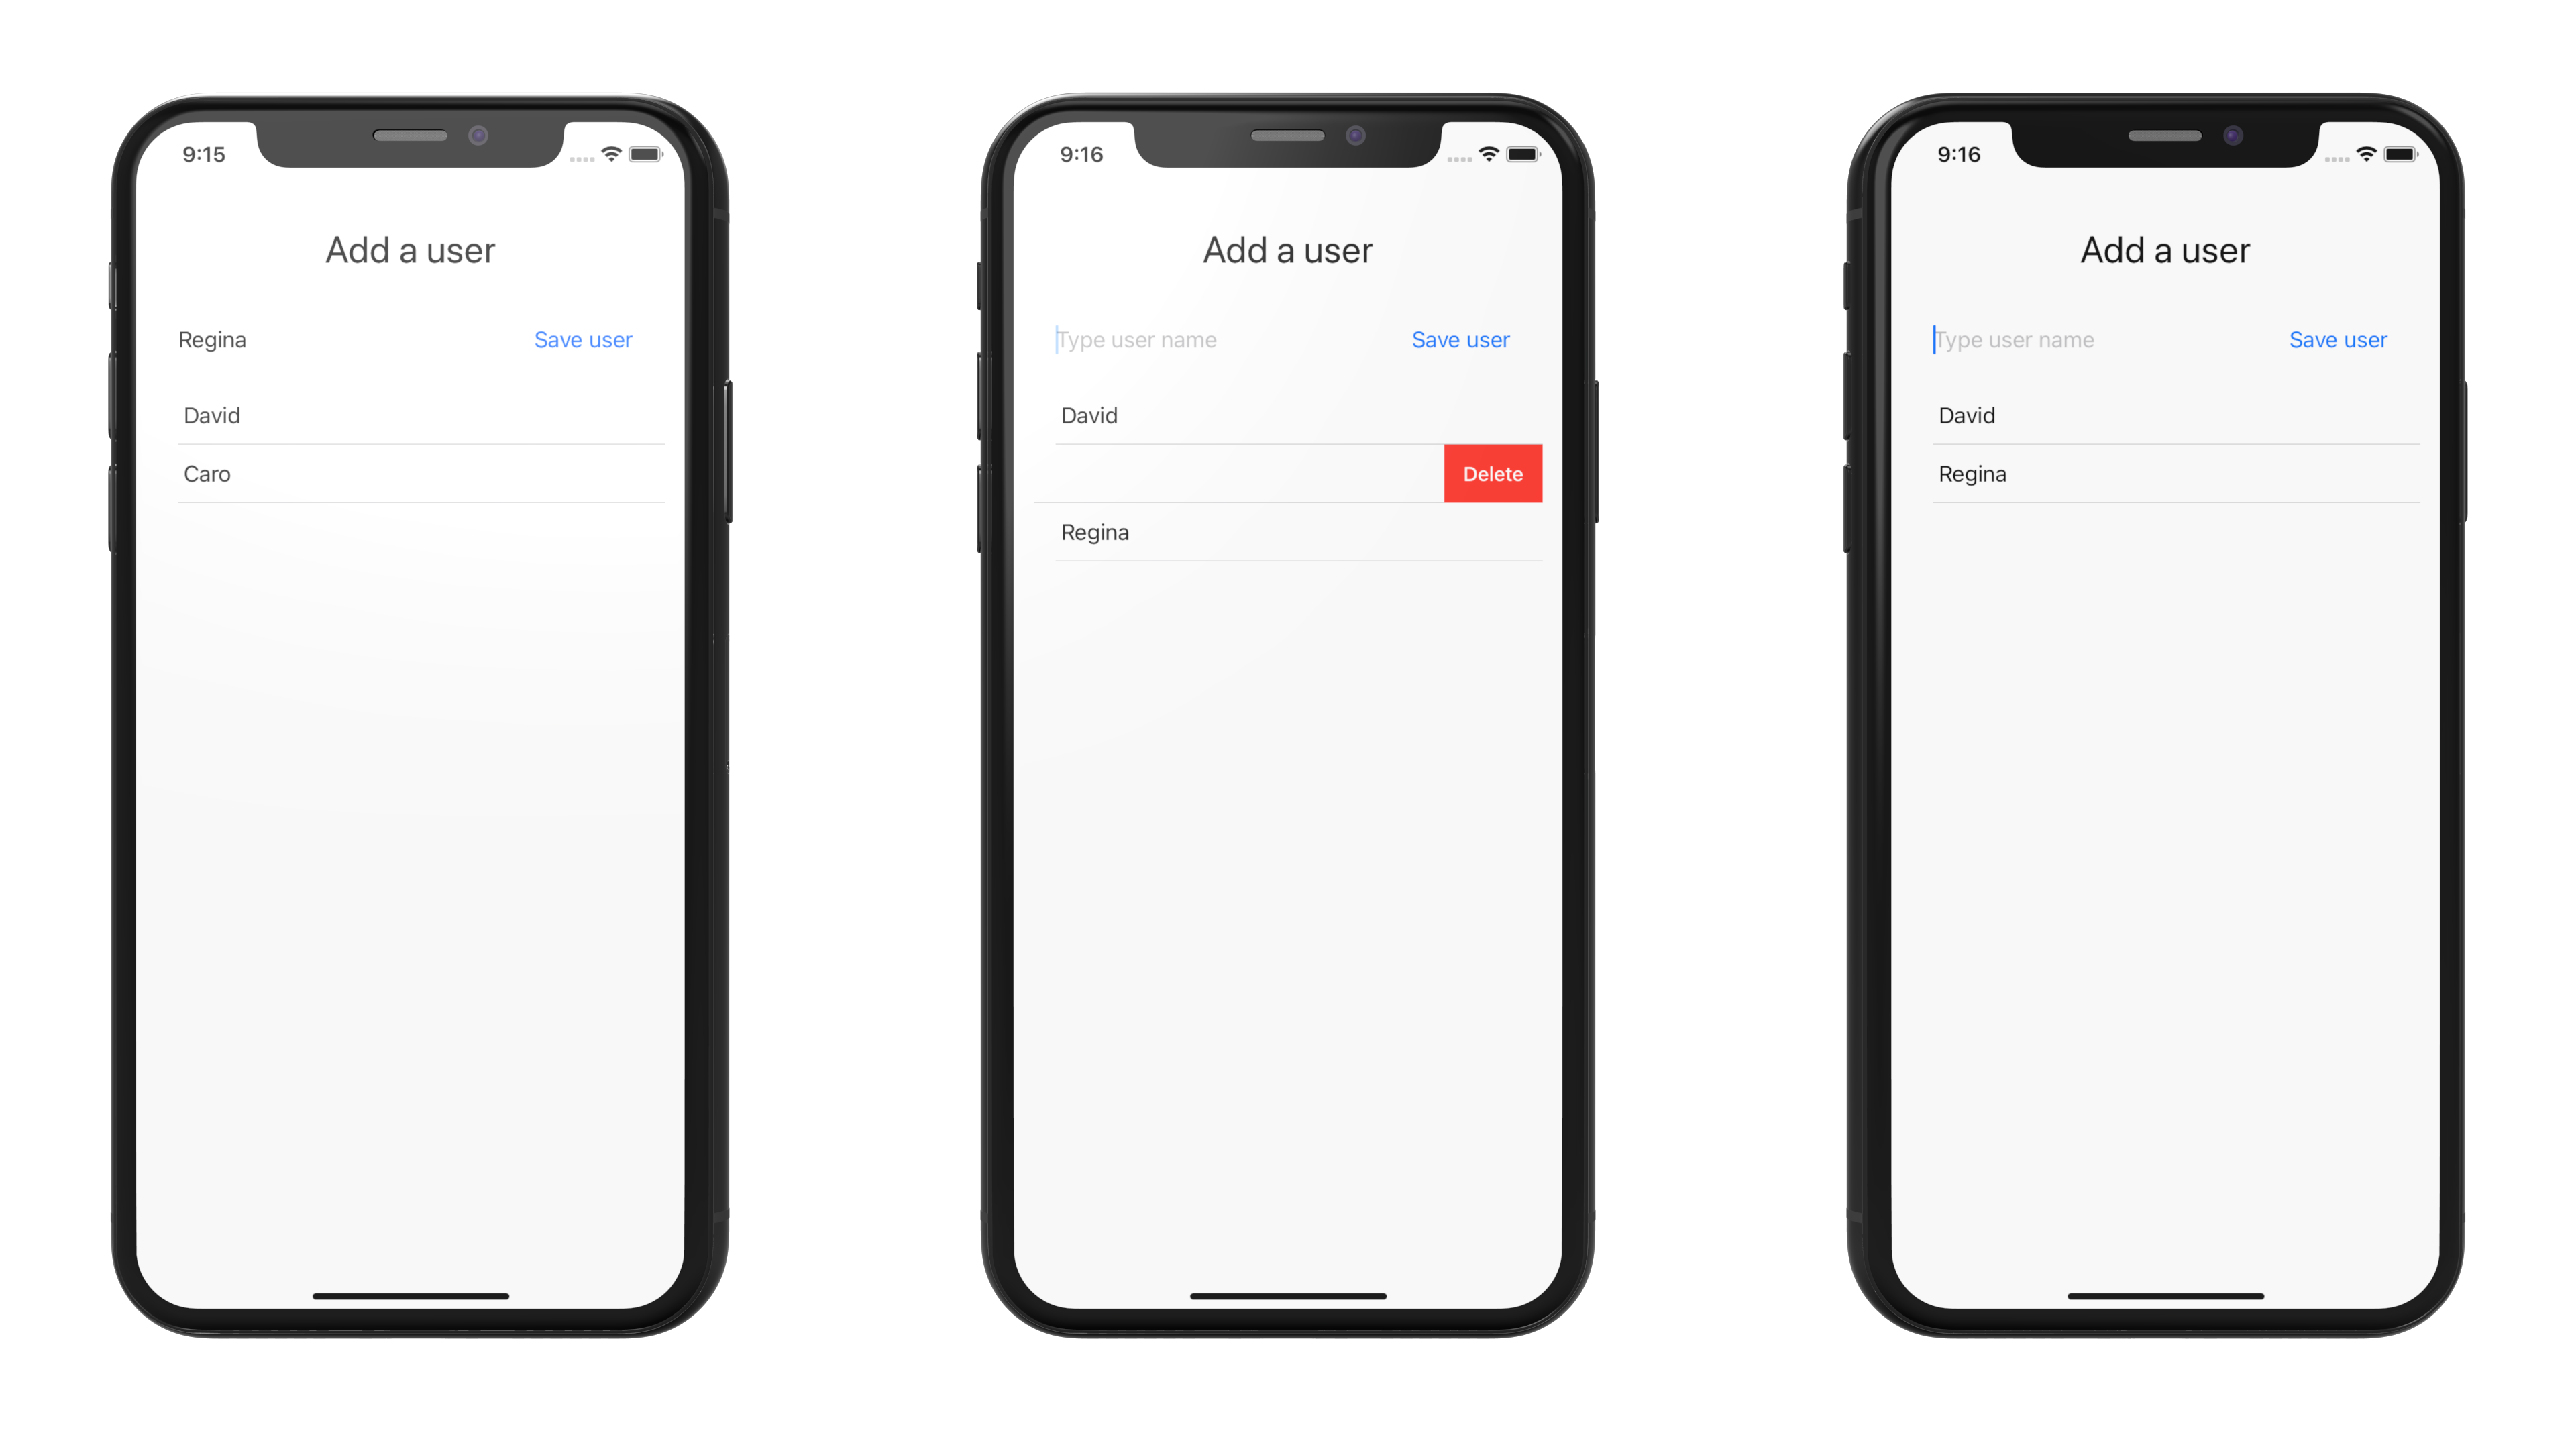 9:15
Add a user
Regina Save user
David
Caro
9:16
Add a user
Type user name Save user
David
Delete
Regina
9:16
Add a user
Type user name Save user
David
Regina